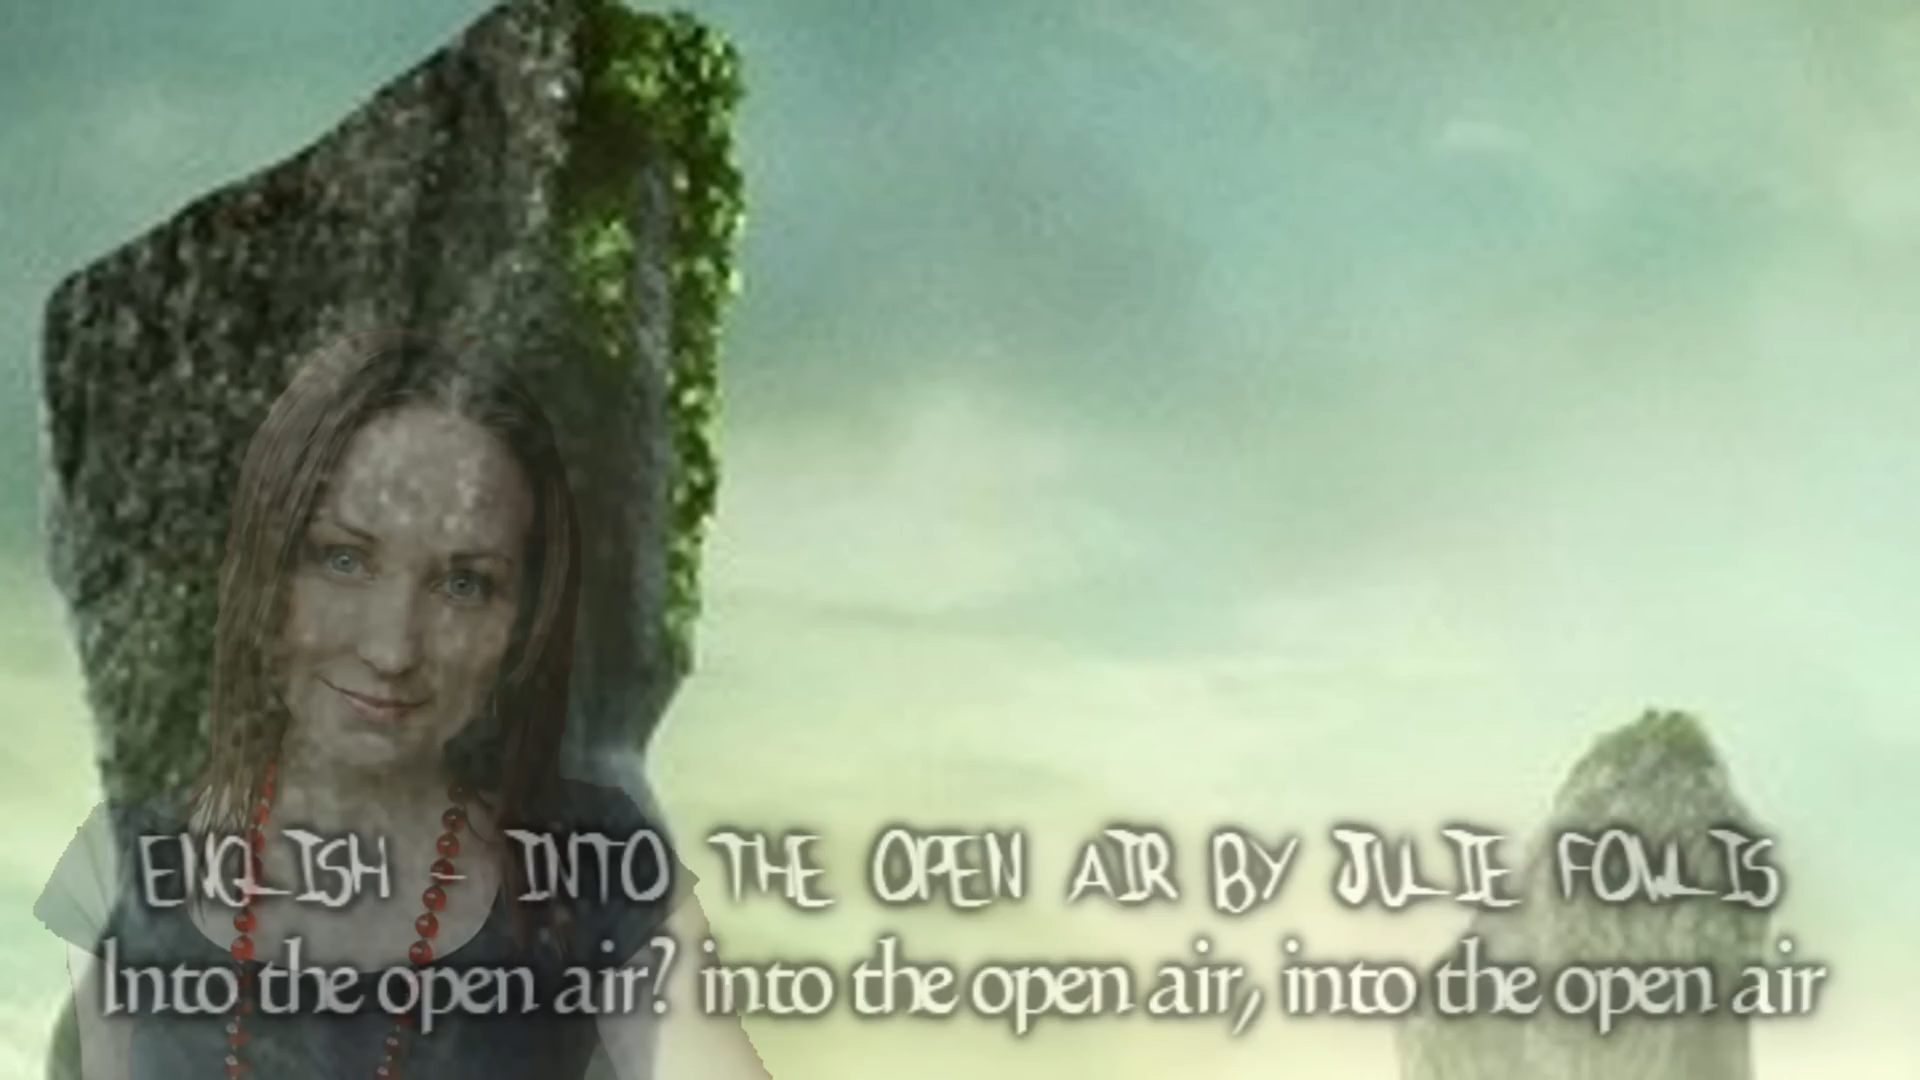 ENGLISH - INTO THE OPEN AIR BY JULIE FOWLIS
Into the open air? into the open air, into the open air